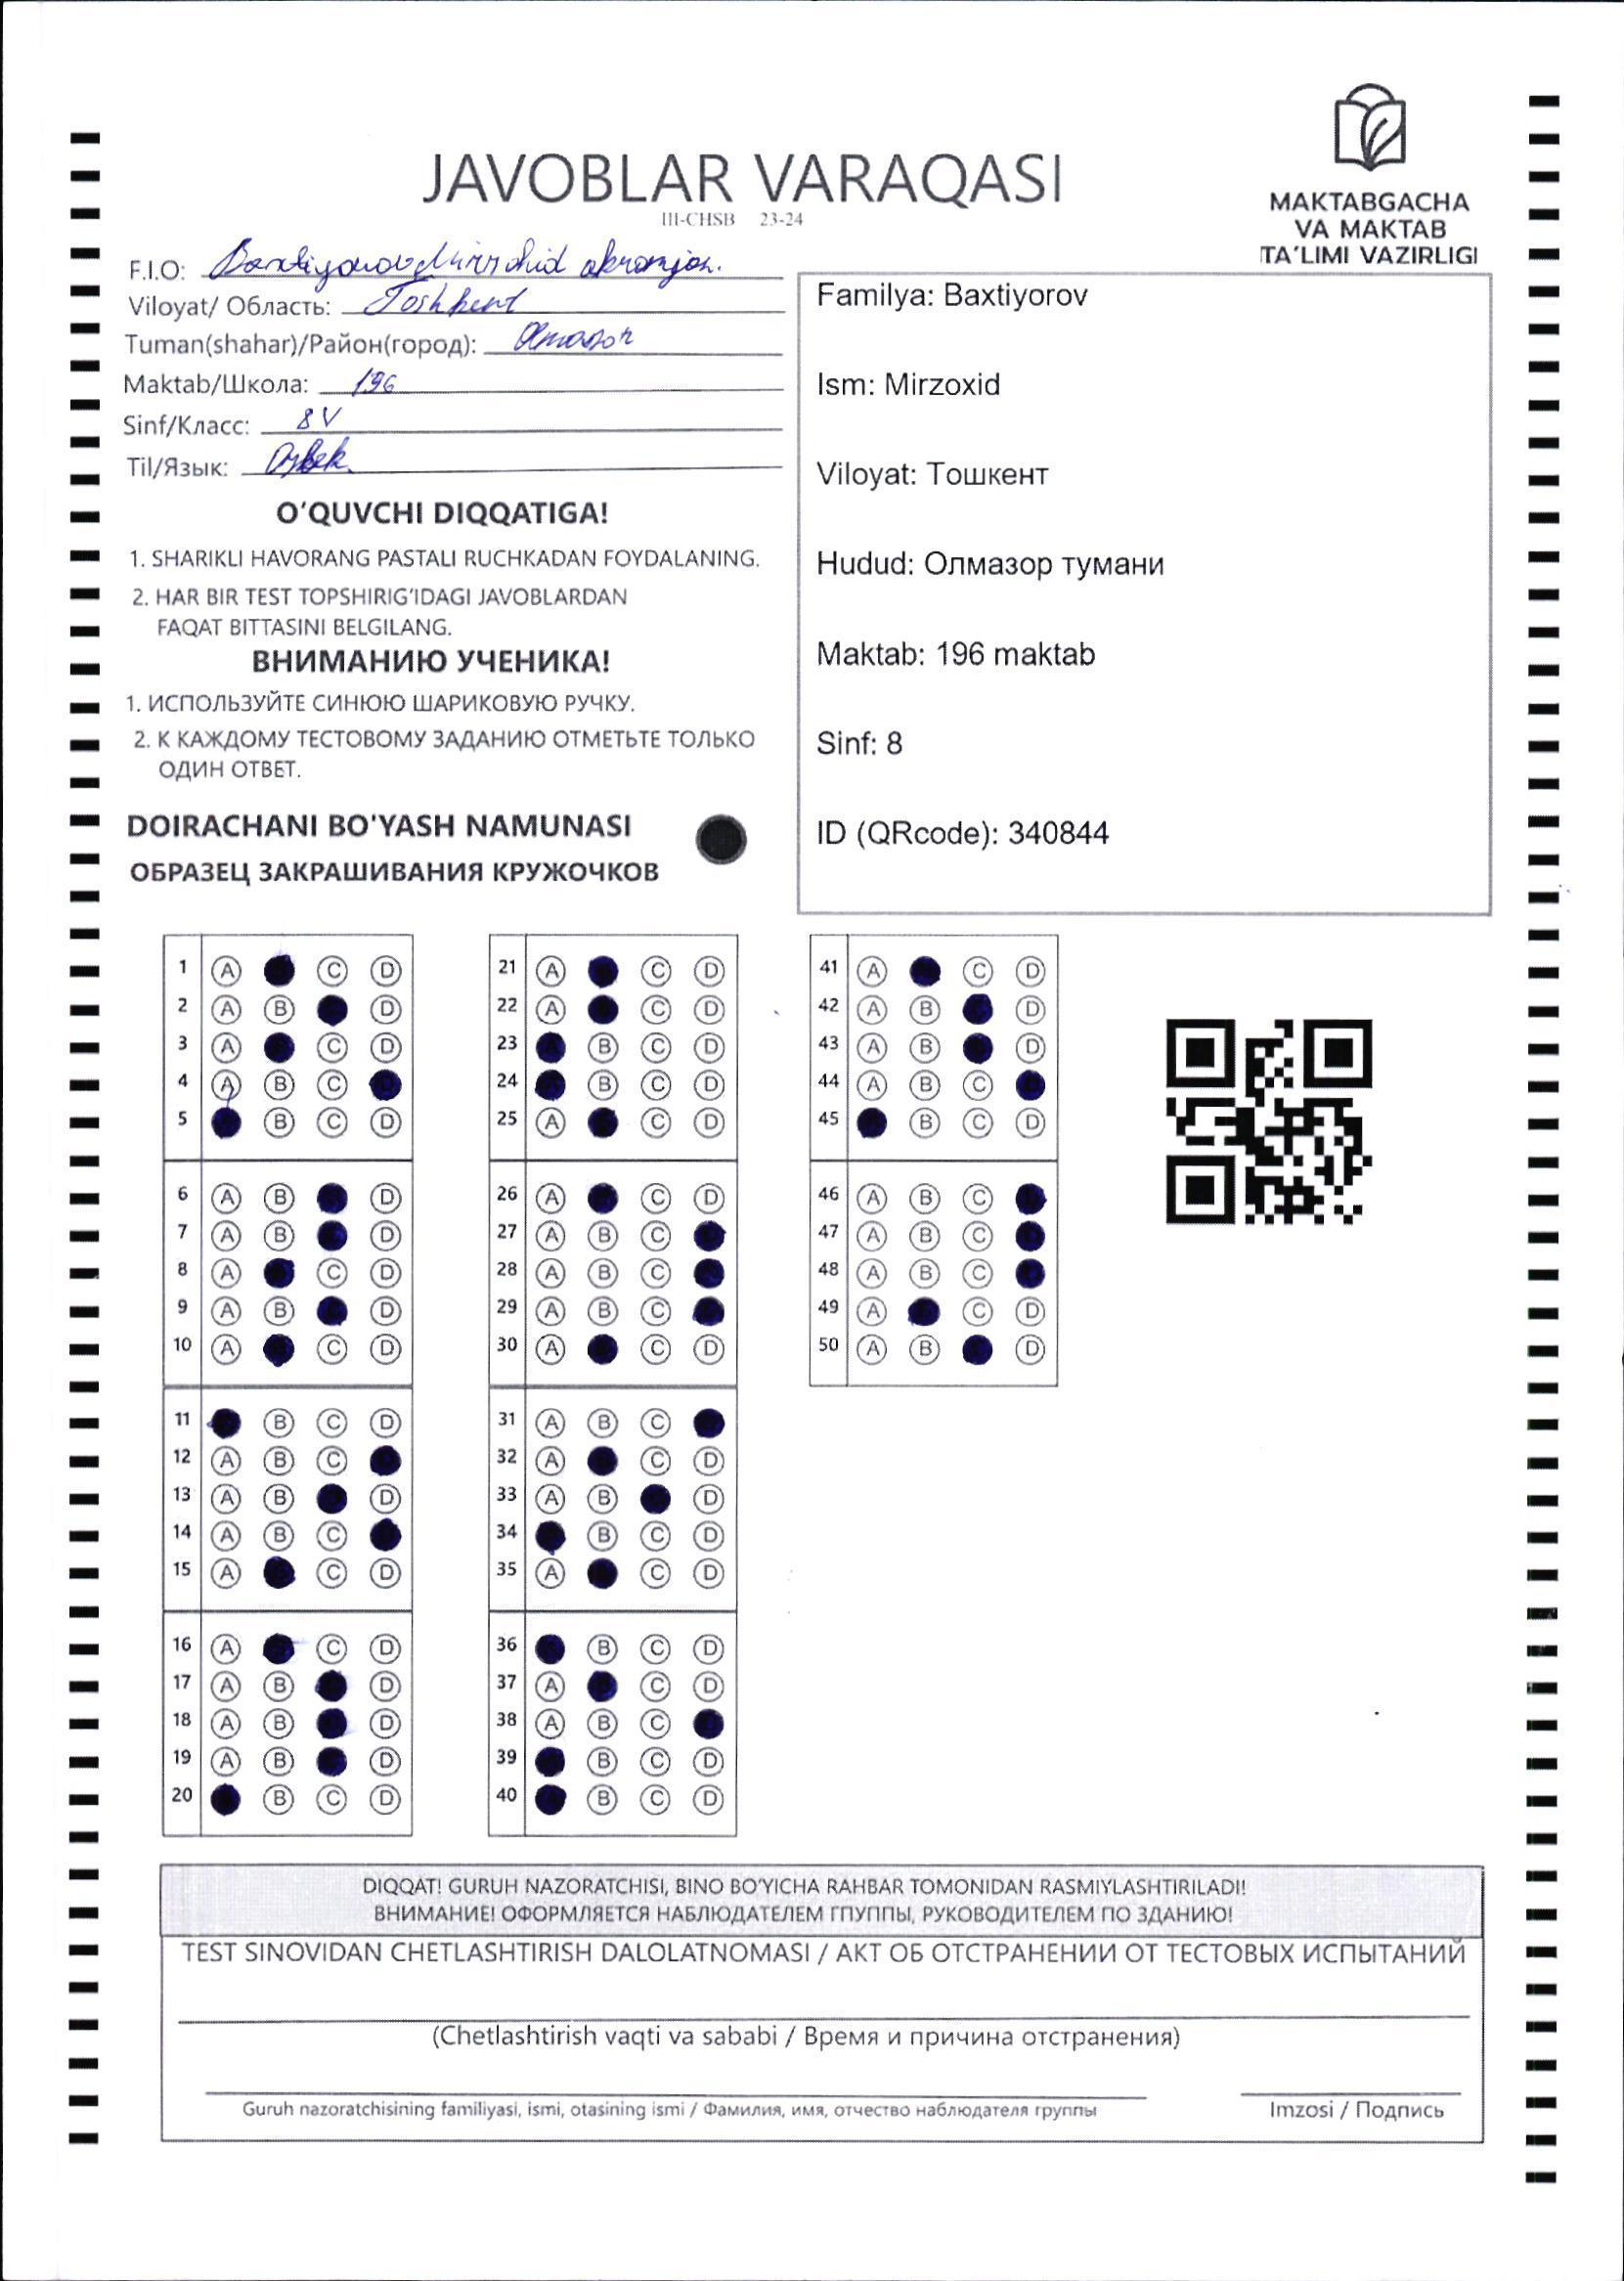 JAVOBLAR VARAQASI
III-CHSB 23-24
MAKTABGACHA
VA MAKTAB
TA'LIMI VAZIRLIGI
F.I.O: Baxtiyorov Mirzohid akromjon.
Viloyat/ Область: Toshkent
Tuman(shahar)/Район(город): Olmazor
Maktab/Школа: 196
Sinf/Класс: 8 V
Til/Язык: Ozbek
O'QUVCHI DIQQATIGA!
1. SHARIKLI HAVORANG PASTALI RUCHKADAN FOYDALANING.
2. HAR BIR TEST TOPSHIRIG'IDAGI JAVOBLARDAN
FAQAT BITTASINI BELGILANG.
ВНИМАНИЮ УЧЕНИКА!
1. ИСПОЛЬЗУЙТЕ СИНЮЮ ШАРИКОВУЮ РУЧКУ.
2. К КАЖДОМУ ТЕСТОВОМУ ЗАДАНИЮ ОТМЕТЬТЕ ТОЛЬКО
ОДИН ОТВЕТ.
DOIRACHANI BO'YASH NAMUNASI
ОБРАЗЕЦ ЗАКРАШИВАНИЯ КРУЖОЧКОВ
Familya: Baxtiyorov
Ism: Mirzoxid
Viloyat: Тошкент
Hudud: Олмазор тумани
Maktab: 196 maktab
Sinf: 8
ID (QRcode): 340844
1 A C D
2 A B D
3 A C D
4 A B C
5 B C D
6 A B D
7 A B D
8 A C D
9 A B D
10 A C D
11 B C D
12 A B C
13 A B D
14 A B C
15 A C D
16 A C D
17 A B D
18 A B D
19 A B D
20 B C D
21 A C D
22 A C D
23 B C D
24 B C D
25 A C D
26 A C D
27 A B C
28 A B C
29 A B C
30 A C D
31 A B C
32 A C D
33 A B D
34 B C D
35 A C D
36 B C D
37 A C D
38 A B C
39 B C D
40 B C D
41 A C D
42 A B D
43 A B D
44 A B C
45 B C D
46 A B C
47 A B C
48 A B C
49 A C D
50 A B D
DIQQAT! GURUH NAZORATCHISI, BINO BO'YICHA RAHBAR TOMONIDAN RASMIYLASHTIRILADI!
ВНИМАНИЕ! ОФОРМЛЯЕТСЯ НАБЛЮДАТЕЛЕМ ГПУППЫ, РУКОВОДИТЕЛЕМ ПО ЗДАНИЮ!
TEST SINOVIDAN CHETLASHTIRISH DALOLATNOMASI / АКТ ОБ ОТСТРАНЕНИИ ОТ ТЕСТОВЫХ ИСПЫТАНИЙ
(Chetlashtirish vaqti va sababi / Время и причина отстранения)
Guruh nazoratchisining familiyasi, ismi, otasining ismi / Фамилия, имя, отчество наблюдателя группы
Imzosi / Подпись